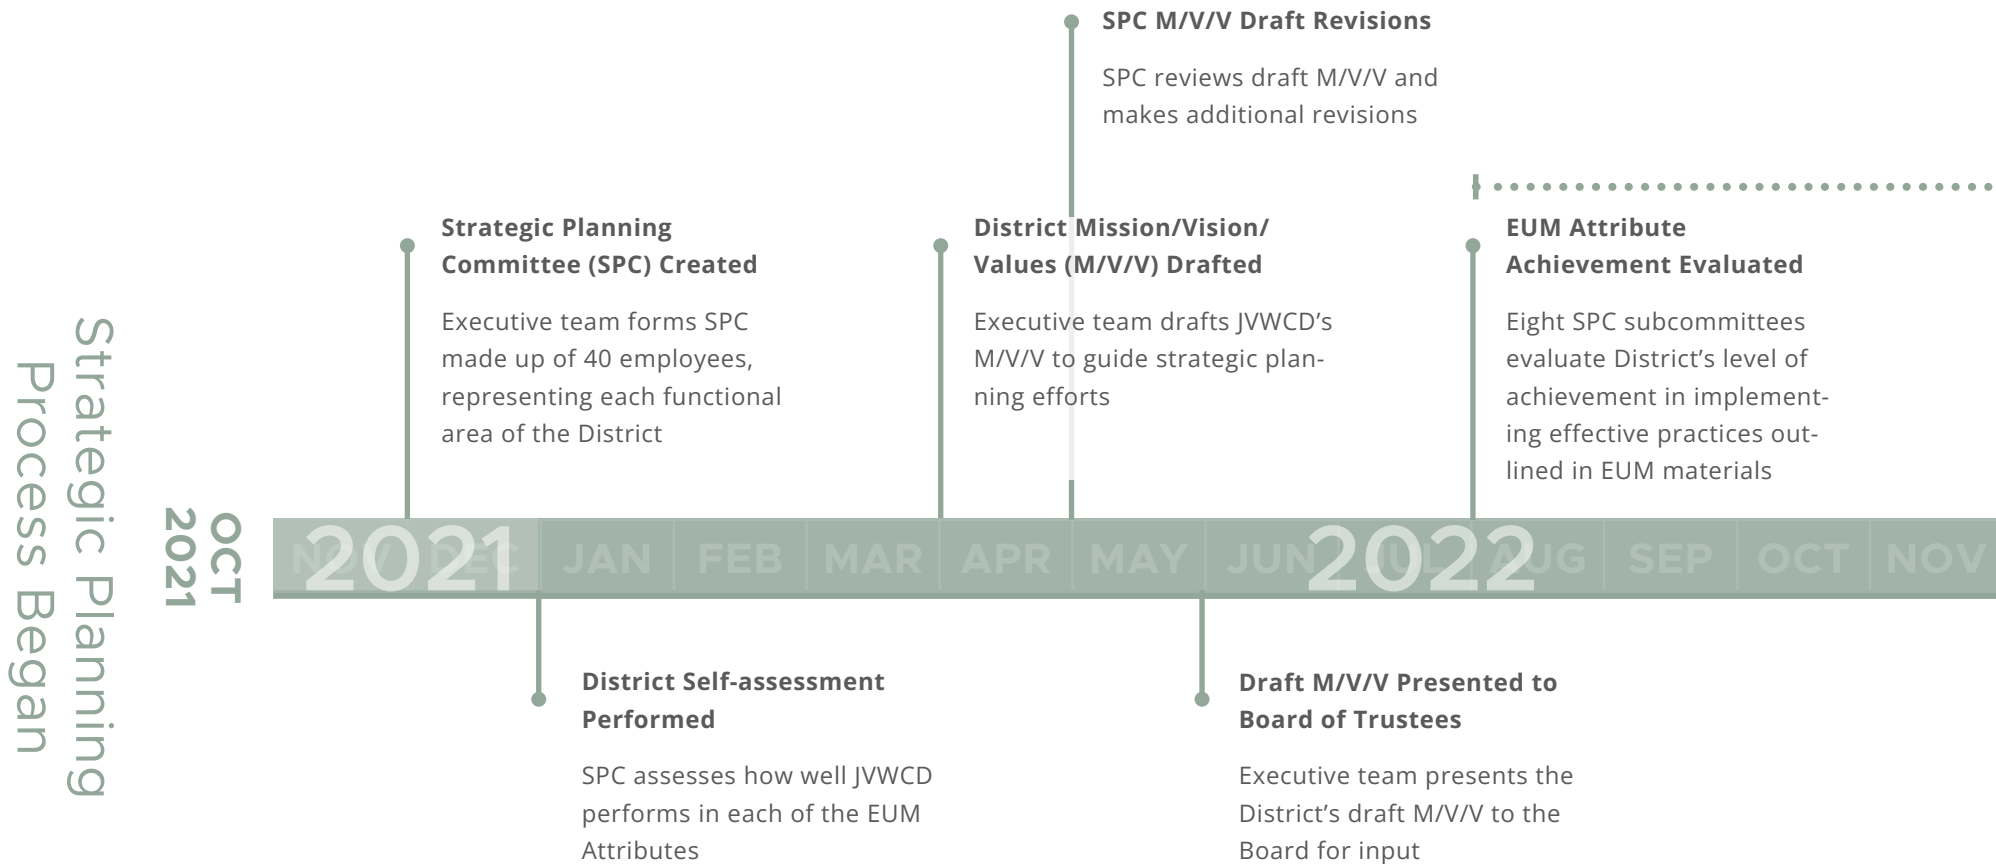 SPC M/V/V Draft Revisions
SPC reviews draft M/V/V and
makes additional revisions
Strategic Planning
Committee (SPC) Created
Executive team forms SPC
made up of 40 employees,
representing each functional
area of the District
District Mission/Vision/
Values (M/V/V) Drafted
Executive team drafts JVWCD’s
M/V/V to guide strategic plan-
ning efforts
EUM Attribute
Achievement Evaluated
Eight SPC subcommittees
evaluate District’s level of
achievement in implement-
ing effective practices out-
lined in EUM materials
Strategic Planning
Process Began
OCT
2021
2021
2022
NOV DEC JAN FEB MAR APR MAY JUN JUL AUG SEP OCT NOV
District Self-assessment
Performed
SPC assesses how well JVWCD
performs in each of the EUM
Attributes
Draft M/V/V Presented to
Board of Trustees
Executive team presents the
District’s draft M/V/V to the
Board for input